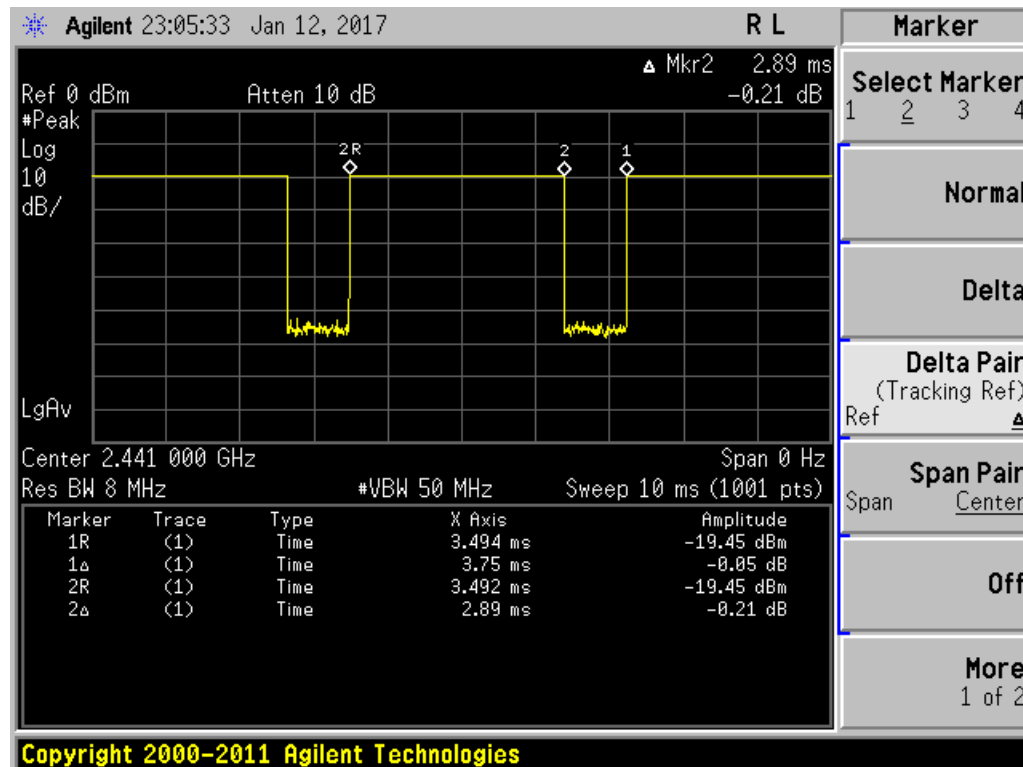 Agilent 23:05:33 Jan 12, 2017 R L
Δ Mkr2 2.89 ms
Ref 0 dBm Atten 10 dB -0.21 dB
#Peak
Log
10
dB/
2R 2 1
LgAv
Center 2.441 000 GHz Span 0 Hz
Res BW 8 MHz #VBW 50 MHz Sweep 10 ms (1001 pts)
Marker Trace Type X Axis Amplitude
1R (1) Time 3.494 ms -19.45 dBm
1Δ (1) Time 3.75 ms -0.05 dB
2R (1) Time 3.492 ms -19.45 dBm
2Δ (1) Time 2.89 ms -0.21 dB
Marker
Select Marker
1 2 3 4
Normal
Delta
Delta Pair
(Tracking Ref)
Ref Δ
Span Pair
Span Center
Off
More
1 of 2
Copyright 2000-2011 Agilent Technologies